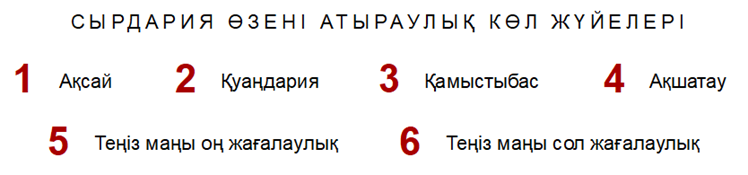 СЫРДАРИЯ ӨЗЕНІ АТЫРАУЛЫҚ КӨЛ ЖҮЙЕЛЕРІ
1 Ақсай 2 Қуаңдария 3 Қамыстыбас 4 Ақшатау
5 Теңіз маңы оң жағалаулық 6 Теңіз маңы сол жағалаулық